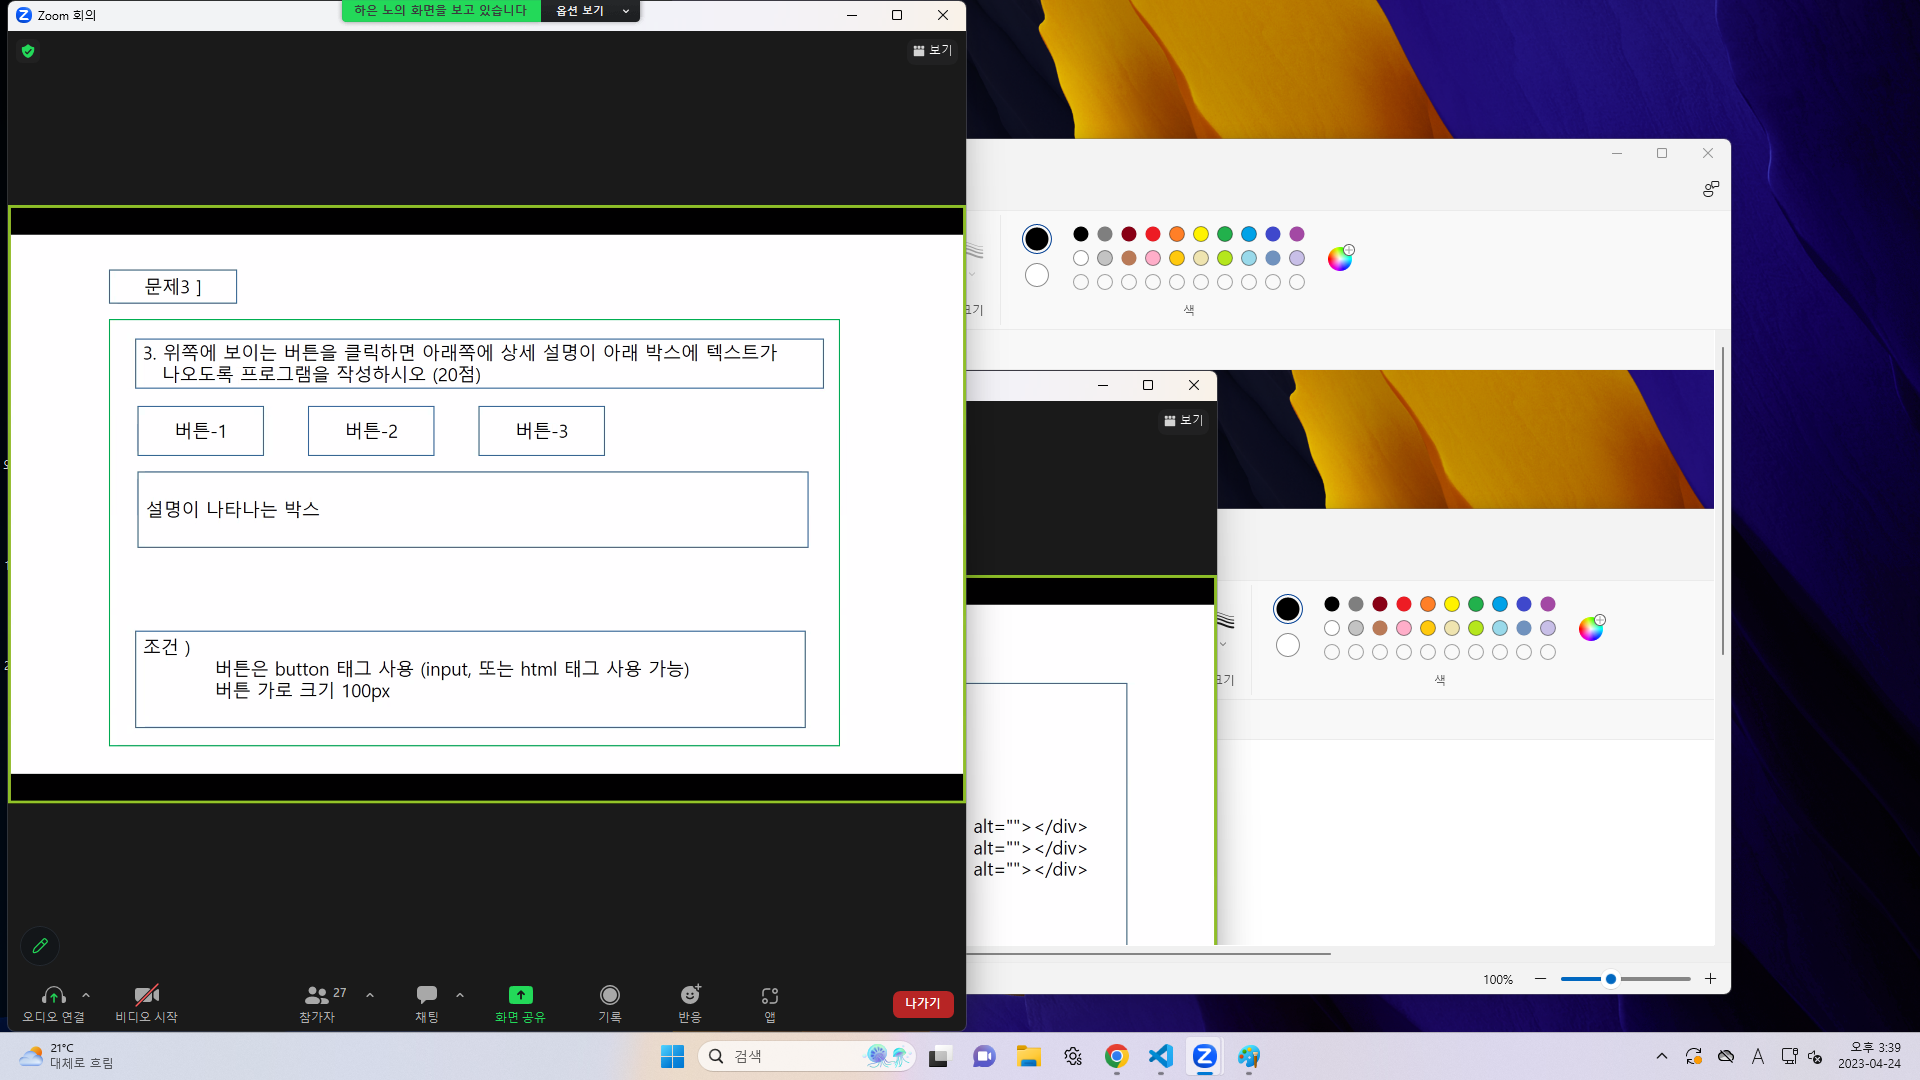 Zoom 회의
하은 노의 화면을 보고 있습니다
옵션 보기
보기
문제3 ]
3. 위쪽에 보이는 버튼을 클릭하면 아래쪽에 상세 설명이 아래 박스에 텍스트가
나오도록 프로그램을 작성하시오 (20점)
버튼-1
버튼-2
버튼-3
설명이 나타나는 박스
조건 )
버튼은 button 태그 사용 (input, 또는 html 태그 사용 가능)
버튼 가로 크기 100px
색
보기
색
alt=""></div>
alt=""></div>
alt=""></div>
100%
오디오 연결
비디오 시작
27
참가자
채팅
화면 공유
기록
반응
앱
나가기
21°C
대체로 흐림
검색
A
오후 3:39
2023-04-24